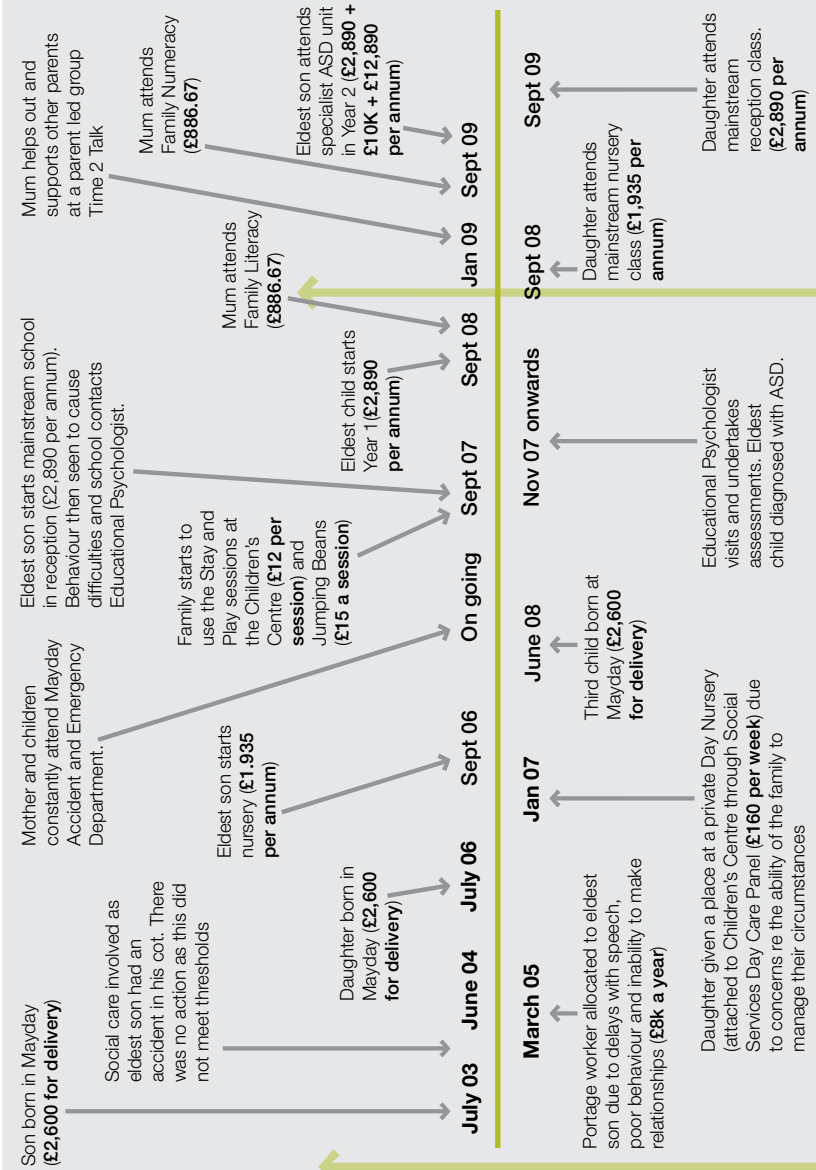 Son born in Mayday
(£2,600 for delivery)
Social care involved as
eldest son had an
accident in his cot. There
was no action as this did
not meet thresholds
Mother and children
constantly attend Mayday
Accident and Emergency
Department.
Daughter born in
Mayday (£2,600
for delivery)
Eldest son starts
nursery (£1.935
per annum)
Eldest son starts mainstream school
in reception (£2,890 per annum).
Behaviour then seen to cause
difficulties and school contacts
Educational Psychologist.
Family starts to
use the Stay and
Play sessions at
the Children's
Centre (£12 per
session) and
Jumping Beans
(£15 a session)
Eldest child starts
Year 1(£2,890
per annum)
Mum attends
Family Literacy
(£886.67)
Mum helps out and
supports other parents
at a parent led group
Time 2 Talk
Mum attends
Family Numeracy
(£886.67)
Eldest son attends
specialist ASD unit
in Year 2 (£2,890 +
£10K + £12,890
per annum)
July 03
June 04
July 06
Sept 06
On going
Sept 07
Sept 08
Jan 09
Sept 09
March 05
Jan 07
June 08
Nov 07 onwards
Sept 08
Sept 09
Portage worker allocated to eldest
son due to delays with speech,
poor behaviour and inability to make
relationships (£8k a year)
Daughter given a place at a private Day Nursery
(attached to Children's Centre through Social
Services Day Care Panel (£160 per week) due
to concerns re the ability of the family to
manage their circumstances
Third child born at
Mayday (£2,600
for delivery)
Educational Psychologist
visits and undertakes
assessments. Eldest
child diagnosed with ASD.
Daughter attends
mainstream nursery
class (£1,935 per
annum)
Daughter attends
mainstream
reception class.
(£2,890 per
annum)